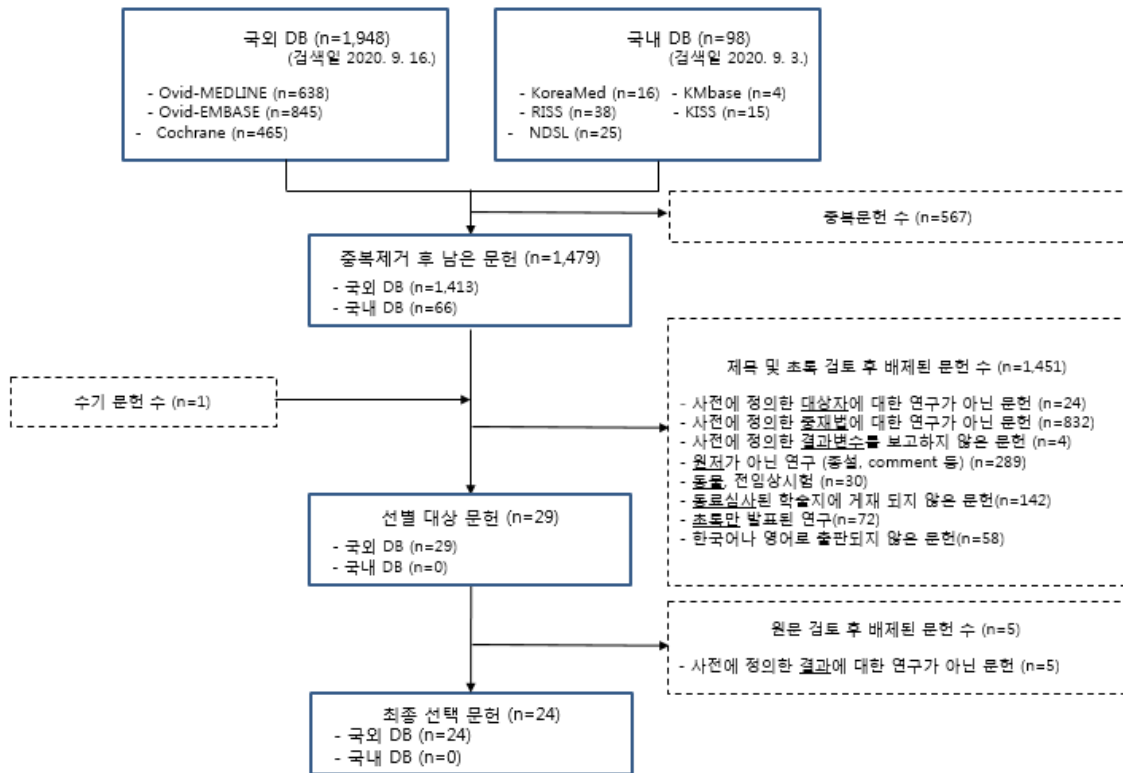 국외 DB (n=1,948)
(검색일 2020. 9. 16.)
- Ovid-MEDLINE (n=638)
- Ovid-EMBASE (n=845)
- Cochrane (n=465)
국내 DB (n=98)
(검색일 2020. 9. 3.)
- KoreaMed (n=16) - KMbase (n=4)
- RISS (n=38) - KISS (n=15)
- NDSL (n=25)
중복문헌 수 (n=567)
중복제거 후 남은 문헌 (n=1,479)
- 국외 DB (n=1,413)
- 국내 DB (n=66)
수기 문헌 수 (n=1)
제목 및 초록 검토 후 배제된 문헌 수 (n=1,451)
- 사전에 정의한 대상자에 대한 연구가 아닌 문헌 (n=24)
- 사전에 정의한 중재법에 대한 연구가 아닌 문헌 (n=832)
- 사전에 정의한 결과변수를 보고하지 않은 문헌 (n=4)
- 원저가 아닌 연구 (종설, comment 등) (n=289)
- 동물, 전임상시험 (n=30)
- 동료심사된 학술지에 게재 되지 않은 문헌(n=142)
- 초록만 발표된 연구(n=72)
- 한국어나 영어로 출판되지 않은 문헌(n=58)
선별 대상 문헌 (n=29)
- 국외 DB (n=29)
- 국내 DB (n=0)
원문 검토 후 배제된 문헌 수 (n=5)
- 사전에 정의한 결과에 대한 연구가 아닌 문헌 (n=5)
최종 선택 문헌 (n=24)
- 국외 DB (n=24)
- 국내 DB (n=0)